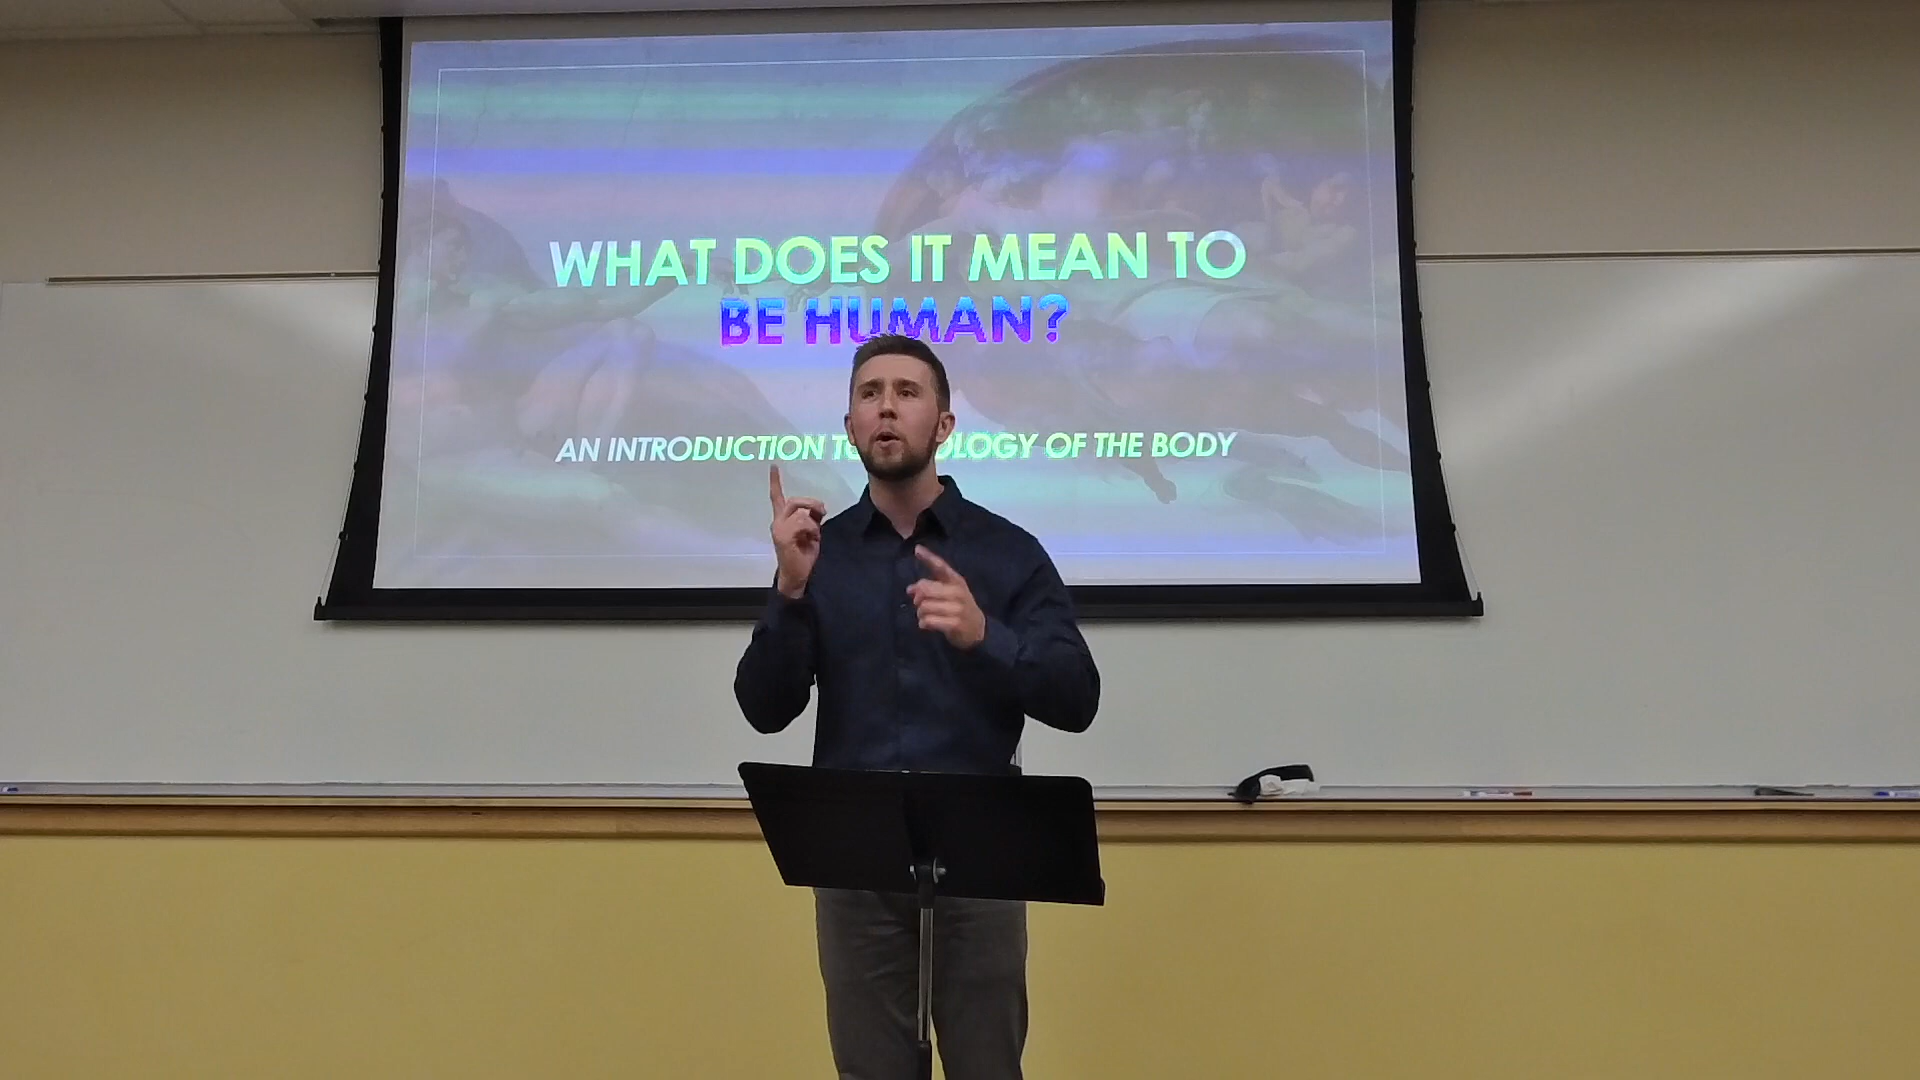 WHAT DOES IT MEAN TO
BE HUMAN?
AN INTRODUCTION OF THE BODY